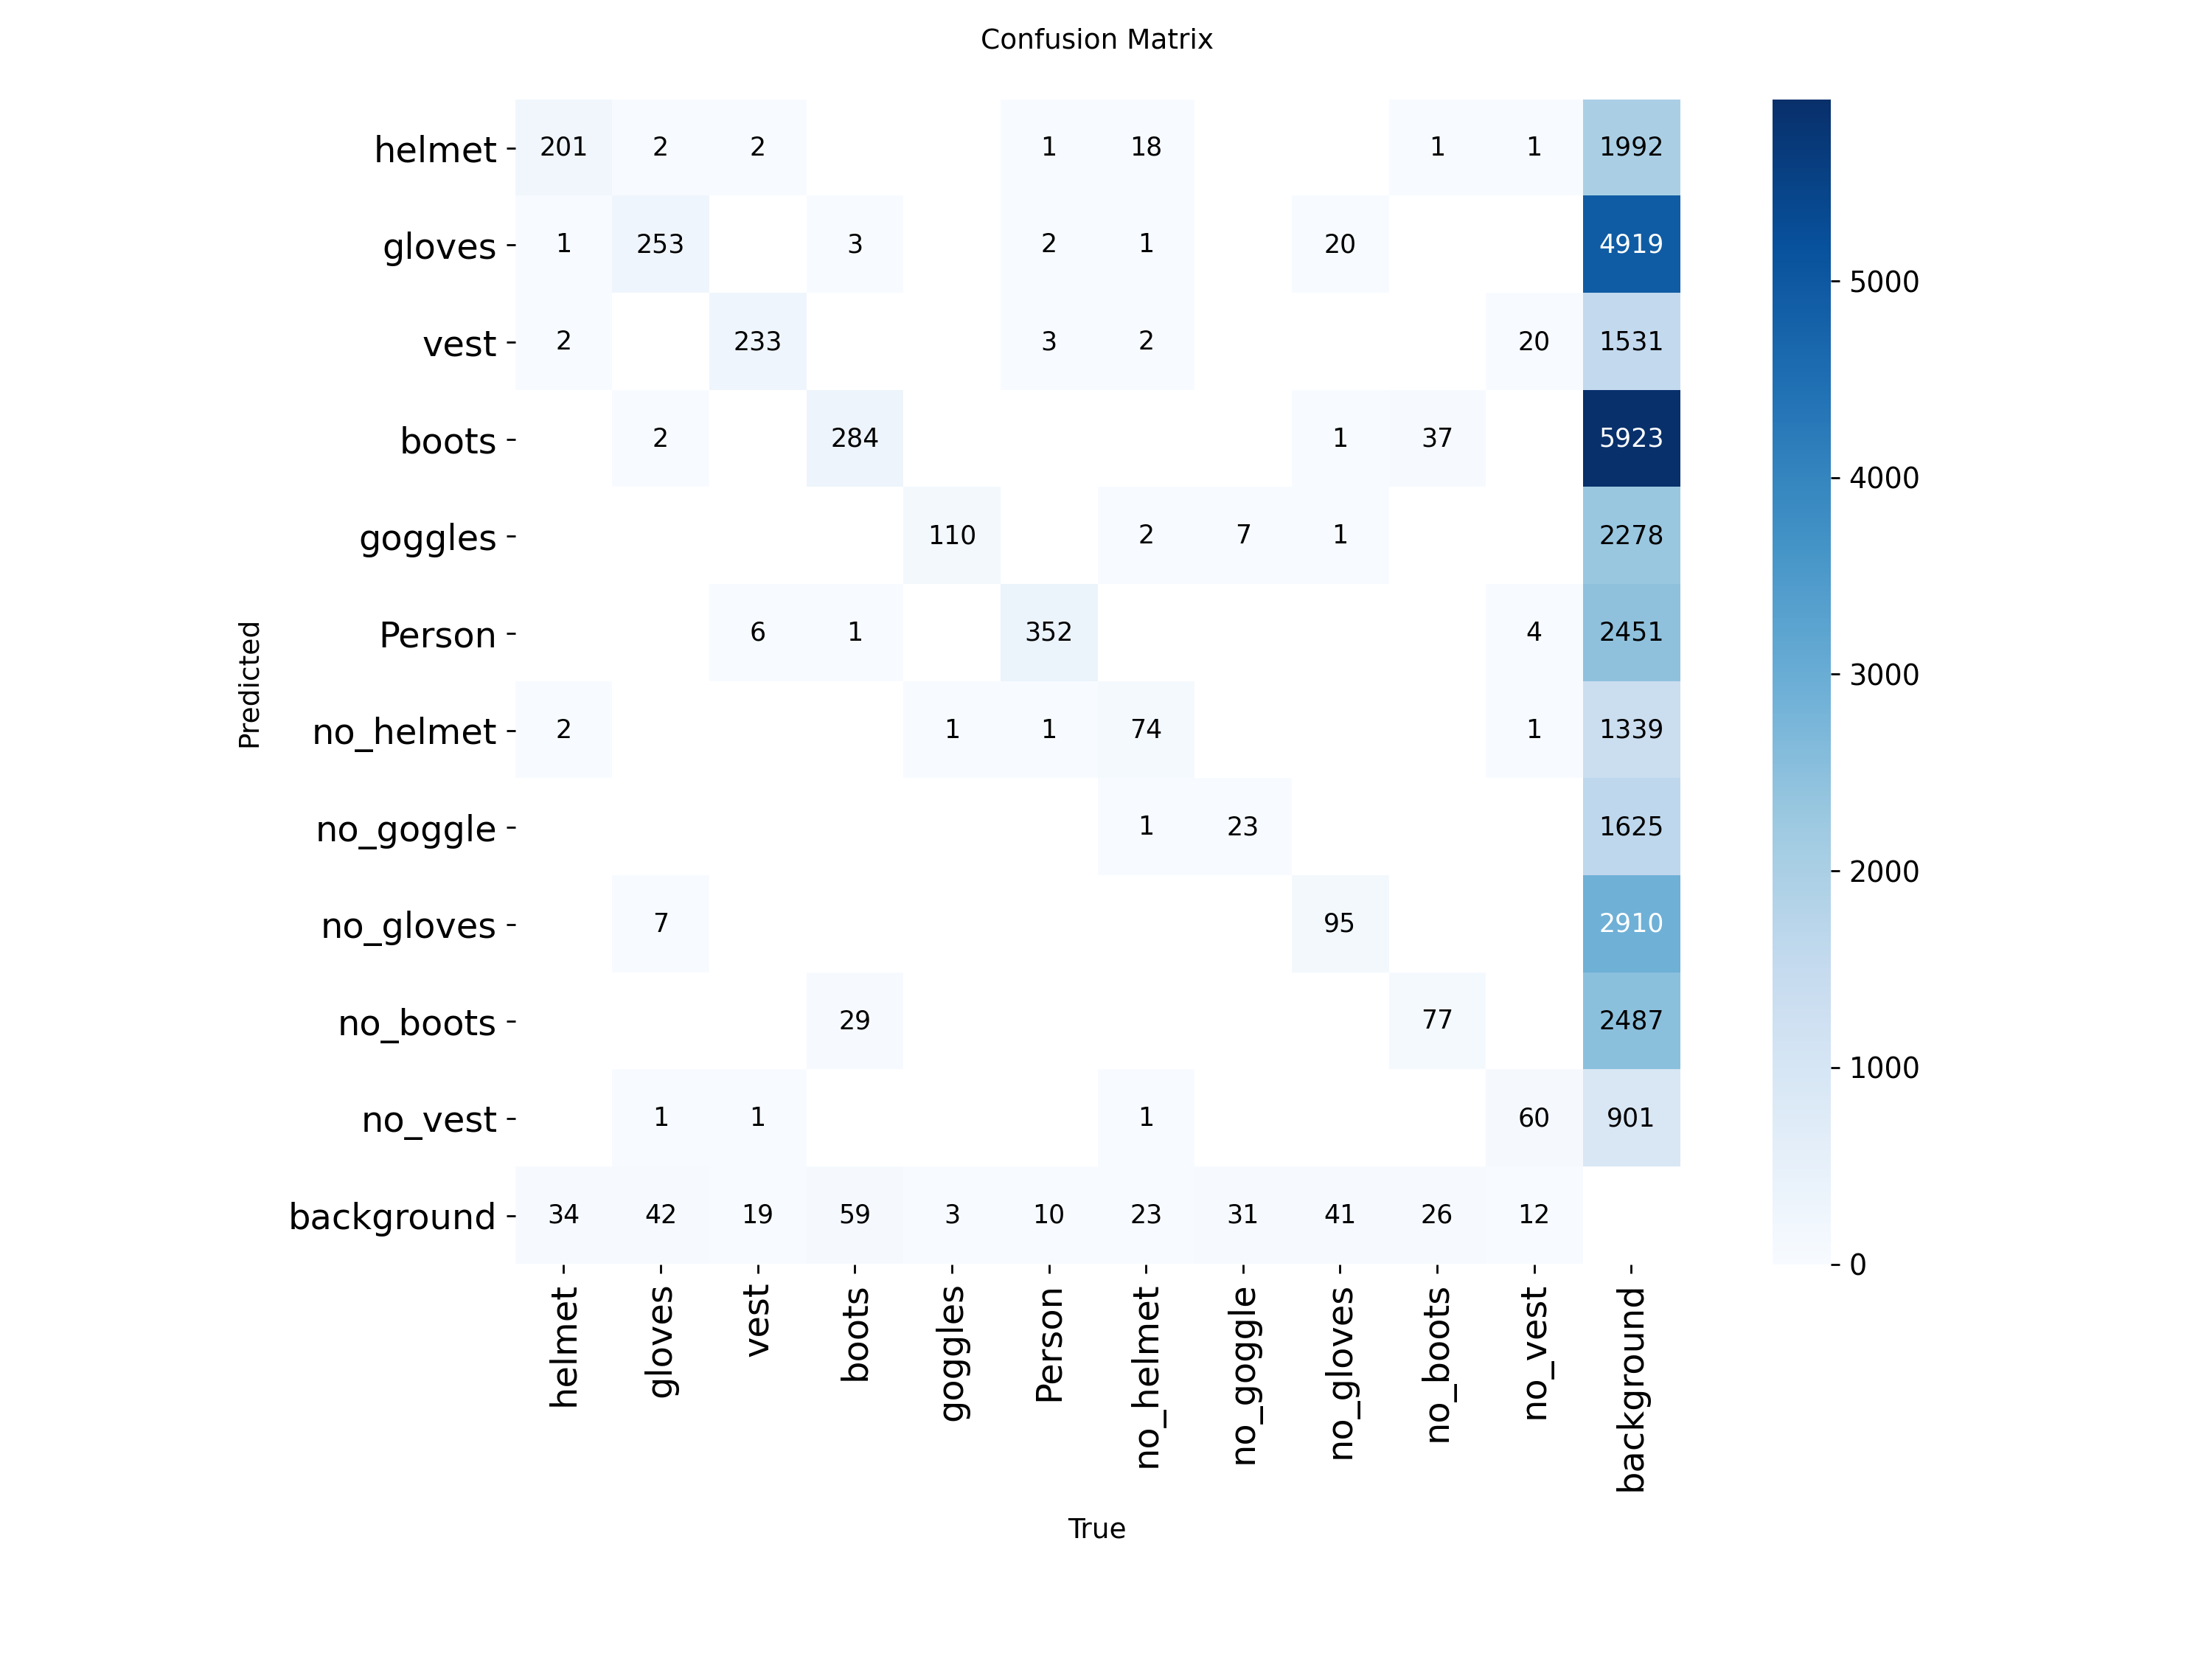 Confusion Matrix
helmet 201 2 2 1 18 1 1 1992
gloves 1 253 3 2 1 20 4919
vest 2 233 3 2 20 1531
boots 2 284 1 37 5923
goggles 110 2 7 1 2278
Person 6 1 352 4 2451
no_helmet 2 1 1 74 1 1339
no_goggle 1 23 1625
no_gloves 7 95 2910
no_boots 29 77 2487
no_vest 1 1 1 60 901
background 34 42 19 59 3 10 23 31 41 26 12
helmet gloves vest boots goggles Person no_helmet no_goggle no_gloves no_boots no_vest background
True
Predicted
5000
4000
3000
2000
1000
0